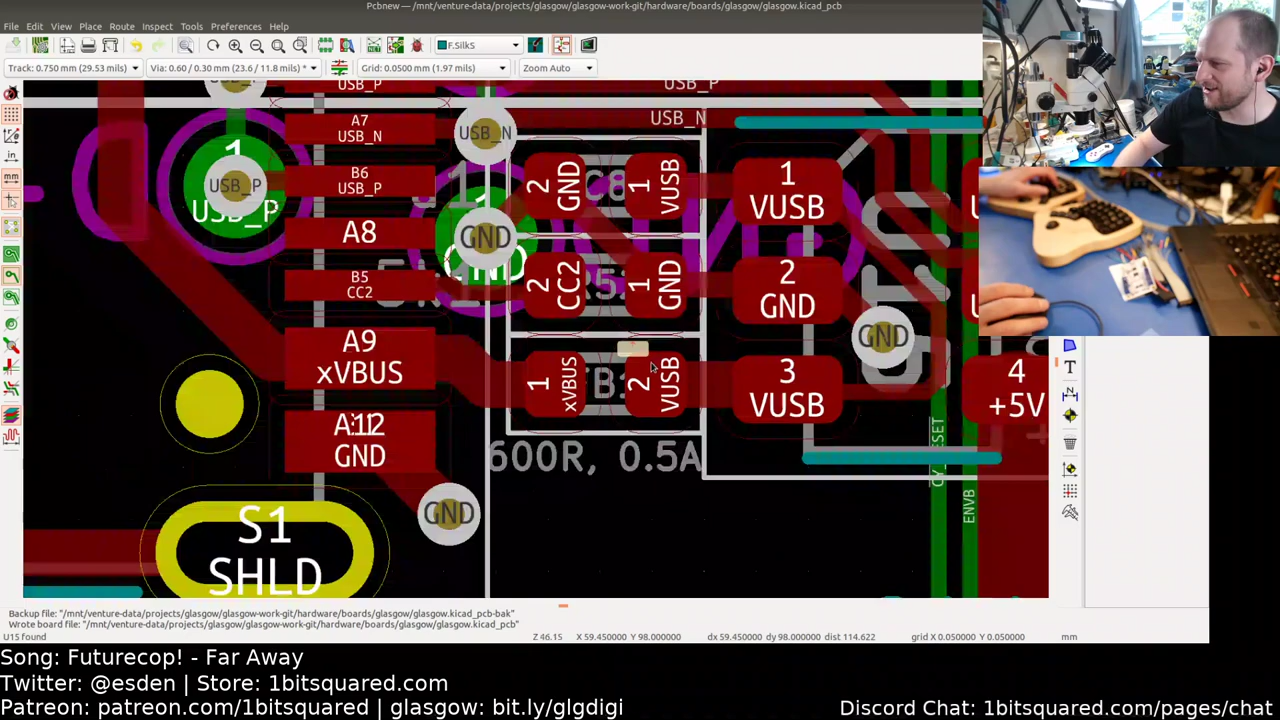 Pcbnew — /mnt/venture-data/projects/glasgow/glasgow-work-git/hardware/boards/glasgow/glasgow.kicad_pcb
File Edit View Place Route Inspect Tools Preferences Help
F.SilkS
Track: 0.750 mm (29.53 mils) Via: 0.60 / 0.30 mm (23.6 / 11.8 mils) * Grid: 0.0500 mm (1.97 mils) Zoom Auto
USB_P
USB_P
A7
USB_N
USB_N
USB_N
B6
USB_P
1
USB_P
USB_P
A8
B5
CC2
A9
xVBUS
A12
GND
S1
SHLD
GND
1
GND
2
GND
1
VUSB
2
CC2
1
GND
1
xVBUS
2
VUSB
600R, 0.5A
1
VUSB
2
GND
3
VUSB
GND
4
+5V
ENVB
Backup file: "/mnt/venture-data/projects/glasgow/glasgow-work-git/hardware/boards/glasgow/glasgow.kicad_pcb-bak"
Wrote board file: "/mnt/venture-data/projects/glasgow/glasgow-work-git/hardware/boards/glasgow/glasgow.kicad_pcb"
U15 found
Z 46.15 X 59.450000 Y 98.000000 dx 59.450000 dy 98.000000 dist 114.622 grid X 0.050000 Y 0.050000 mm
Song: Futurecop! - Far Away
Twitter: @esden | Store: 1bitsquared.com
Patreon: patreon.com/1bitsquared | glasgow: bit.ly/glgdigi
Discord Chat: 1bitsquared.com/pages/chat